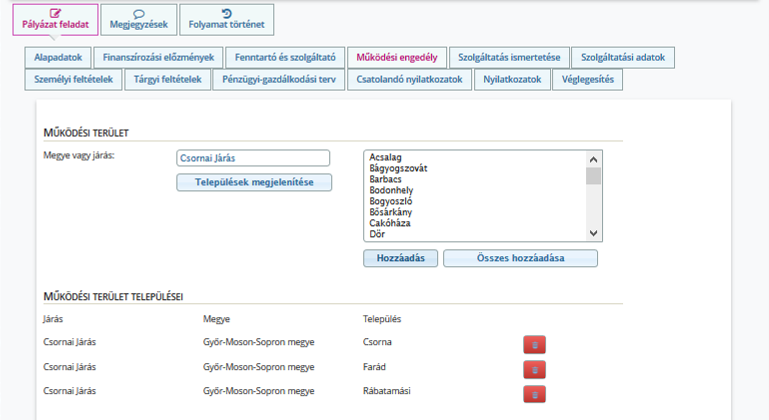 Pályázat feladat
Megjegyzések
Folyamat történet
Alapadatok
Finanszírozási előzmények
Fenntartó és szolgáltató
Működési engedély
Szolgáltatás ismertetése
Szolgáltatási adatok
Személyi feltételek
Tárgyi feltételek
Pénzügyi-gazdálkodási terv
Csatolandó nyilatkozatok
Nyilatkozatok
Véglegesítés
MŰKÖDÉSI TERÜLET
Megye vagy járás:
Csornai Járás
Települések megjelenítése
Acsalag
Bágyogszovát
Barbacs
Bodonhely
Bogyoszló
Bősárkány
Cakóháza
Dör
Hozzáadás
Összes hozzáadása
MŰKÖDÉSI TERÜLET TELEPÜLÉSEI
Járás Megye Település
Csornai Járás Győr-Moson-Sopron megye Csorna
Csornai Járás Győr-Moson-Sopron megye Farád
Csornai Járás Győr-Moson-Sopron megye Rábatamási